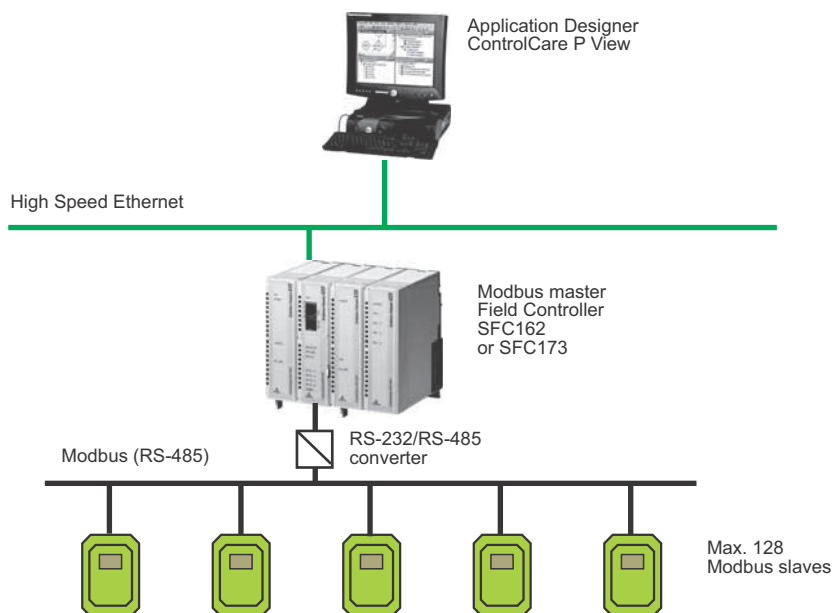 Application Designer
ControlCare P View
High Speed Ethernet
Modbus master
Field Controller
SFC162
or SFC173
RS-232/RS-485
converter
Modbus (RS-485)
Max. 128
Modbus slaves